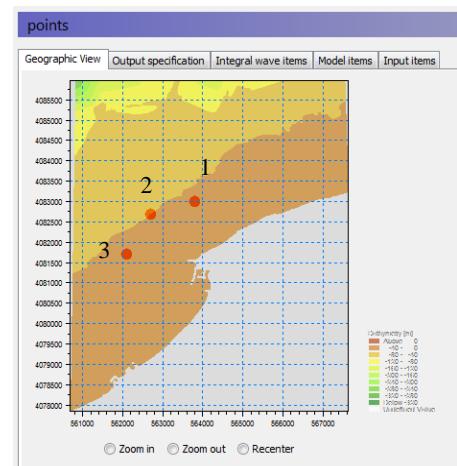 points
Geographic View Output specification Integral wave items Model items Input items
4085500
4085000
4084500
4084000
4083500
4083000
4082500
4082000
4081500
4081000
4080500
4080000
4079500
4079000
4078500
4078000
1
2
3
561000 562000 563000 564000 565000 566000 567000
Bathymetry [m]
Above 0
Undefined Value
Zoom in Zoom out Recenter